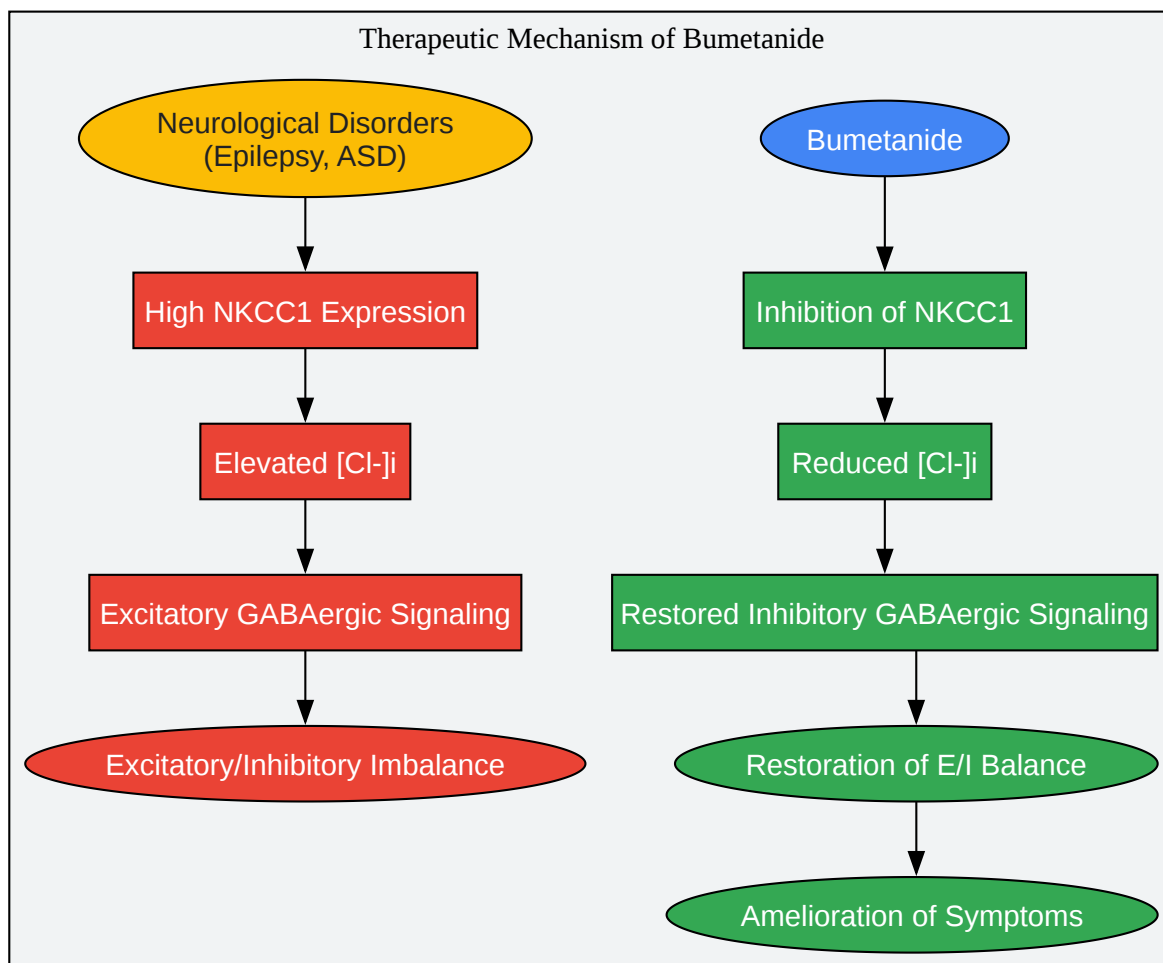 Therapeutic Mechanism of Bumetanide
Neurological Disorders
(Epilepsy, ASD)
High NKCC1 Expression
Elevated [Cl-]i
Excitatory GABAergic Signaling
Excitatory/Inhibitory Imbalance
Bumetanide
Inhibition of NKCC1
Reduced [Cl-]i
Restored Inhibitory GABAergic Signaling
Restoration of E/I Balance
Amelioration of Symptoms